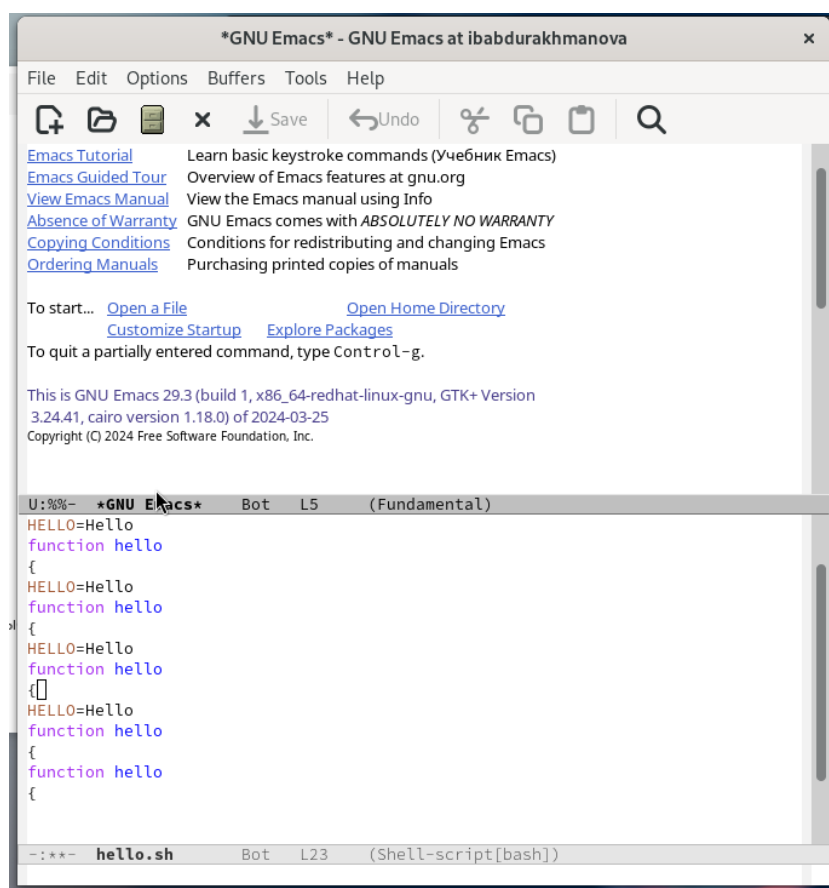 *GNU Emacs* - GNU Emacs at ibabdurakhmanova ×
File Edit Options Buffers Tools Help
Save Undo
Emacs Tutorial Learn basic keystroke commands (Учебник Emacs)
Emacs Guided Tour Overview of Emacs features at gnu.org
View Emacs Manual View the Emacs manual using Info
Absence of Warranty GNU Emacs comes with ABSOLUTELY NO WARRANTY
Copying Conditions Conditions for redistributing and changing Emacs
Ordering Manuals Purchasing printed copies of manuals
To start... Open a File Open Home Directory
Customize Startup Explore Packages
To quit a partially entered command, type Control-g.
This is GNU Emacs 29.3 (build 1, x86_64-redhat-linux-gnu, GTK+ Version
3.24.41, cairo version 1.18.0) of 2024-03-25
Copyright (C) 2024 Free Software Foundation, Inc.
U:%%- *GNU Emacs* Bot L5 (Fundamental)
HELLO=Hello
function hello
{
HELLO=Hello
function hello
{
HELLO=Hello
function hello
{
HELLO=Hello
function hello
{
function hello
{
-:**- hello.sh Bot L23 (Shell-script[bash])